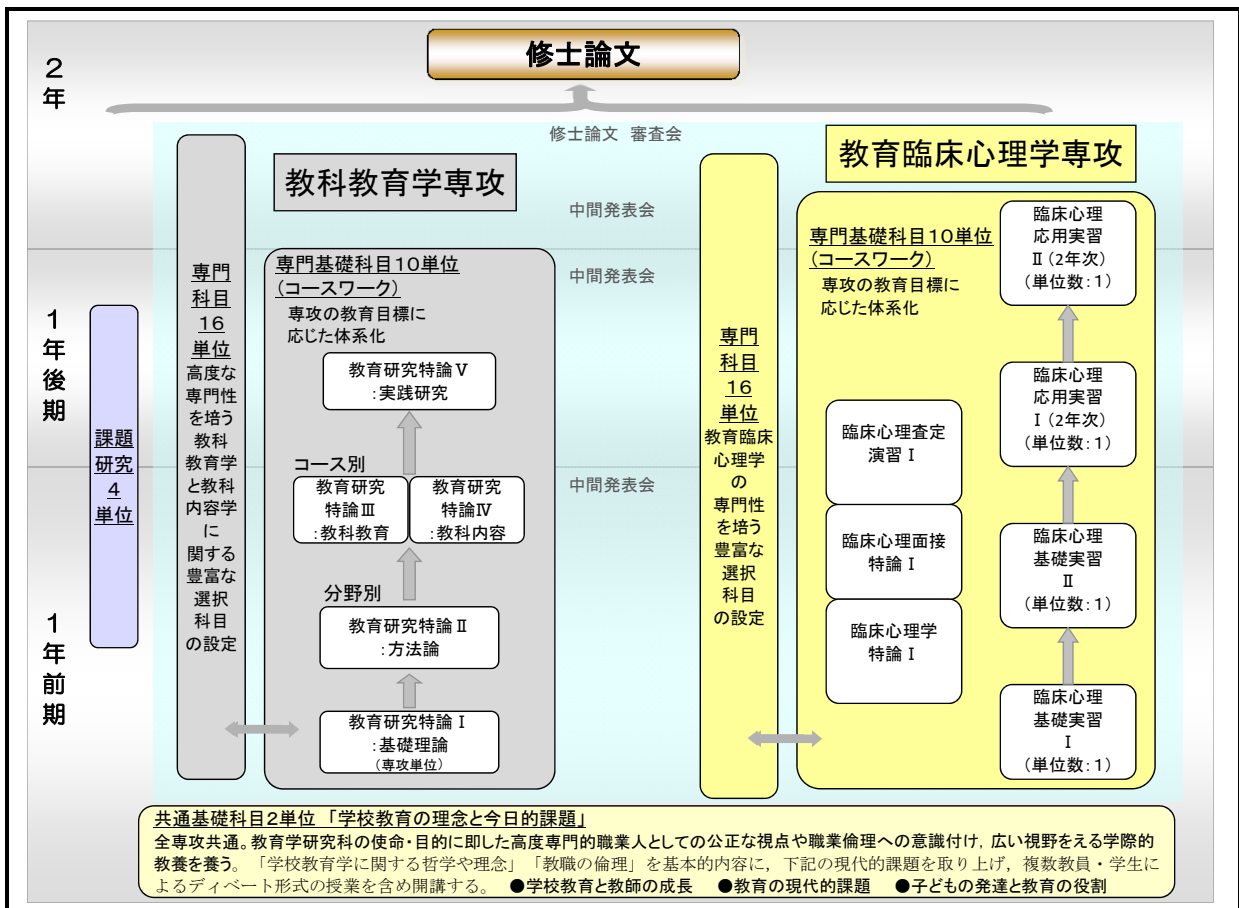 修士論文
2
年
1
年
後
期
1
年
前
期
課題
研究
4
単位
修士論文 審査会
中間発表会
中間発表会
中間発表会
専門
科目
16
単位
高度な
専門性
を培う
教科
教育学
と教科
内容学
に
関する
豊富な
選択
科目
の設定
教科教育学専攻
専門基礎科目10単位
(コースワーク)
専攻の教育目標に
応じた体系化
教育研究特論Ⅴ
:実践研究
コース別
教育研究
特論Ⅲ
:教科教育
教育研究
特論Ⅳ
:教科内容
分野別
教育研究特論Ⅱ
:方法論
教育研究特論Ⅰ
:基礎理論
(専攻単位)
専門
科目
16
単位
教育臨床
心理学
の
専門性
を培う
豊富な
選択
科目
の設定
教育臨床心理学専攻
専門基礎科目10単位
(コースワーク)
専攻の教育目標に
応じた体系化
臨床心理査定
演習Ⅰ
臨床心理面接
特論Ⅰ
臨床心理学
特論Ⅰ
臨床心理
応用実習
Ⅱ(2年次)
(単位数:1)
臨床心理
応用実習
Ⅰ(2年次)
(単位数:1)
臨床心理
基礎実習
Ⅱ
(単位数:1)
臨床心理
基礎実習
Ⅰ
(単位数:1)
共通基礎科目2単位 「学校教育の理念と今日的課題」
全専攻共通。教育学研究科の使命・目的に即した高度専門的職業人としての公正な視点や職業倫理への意識付け,広い視野をえる学際的
教養を養う。「学校教育学に関する哲学や理念」「教職の倫理」を基本的内容に,下記の現代的課題を取り上げ,複数教員・学生に
よるディベート形式の授業を含め開講する。 ●学校教育と教師の成長 ●教育の現代的課題 ●子どもの発達と教育の役割